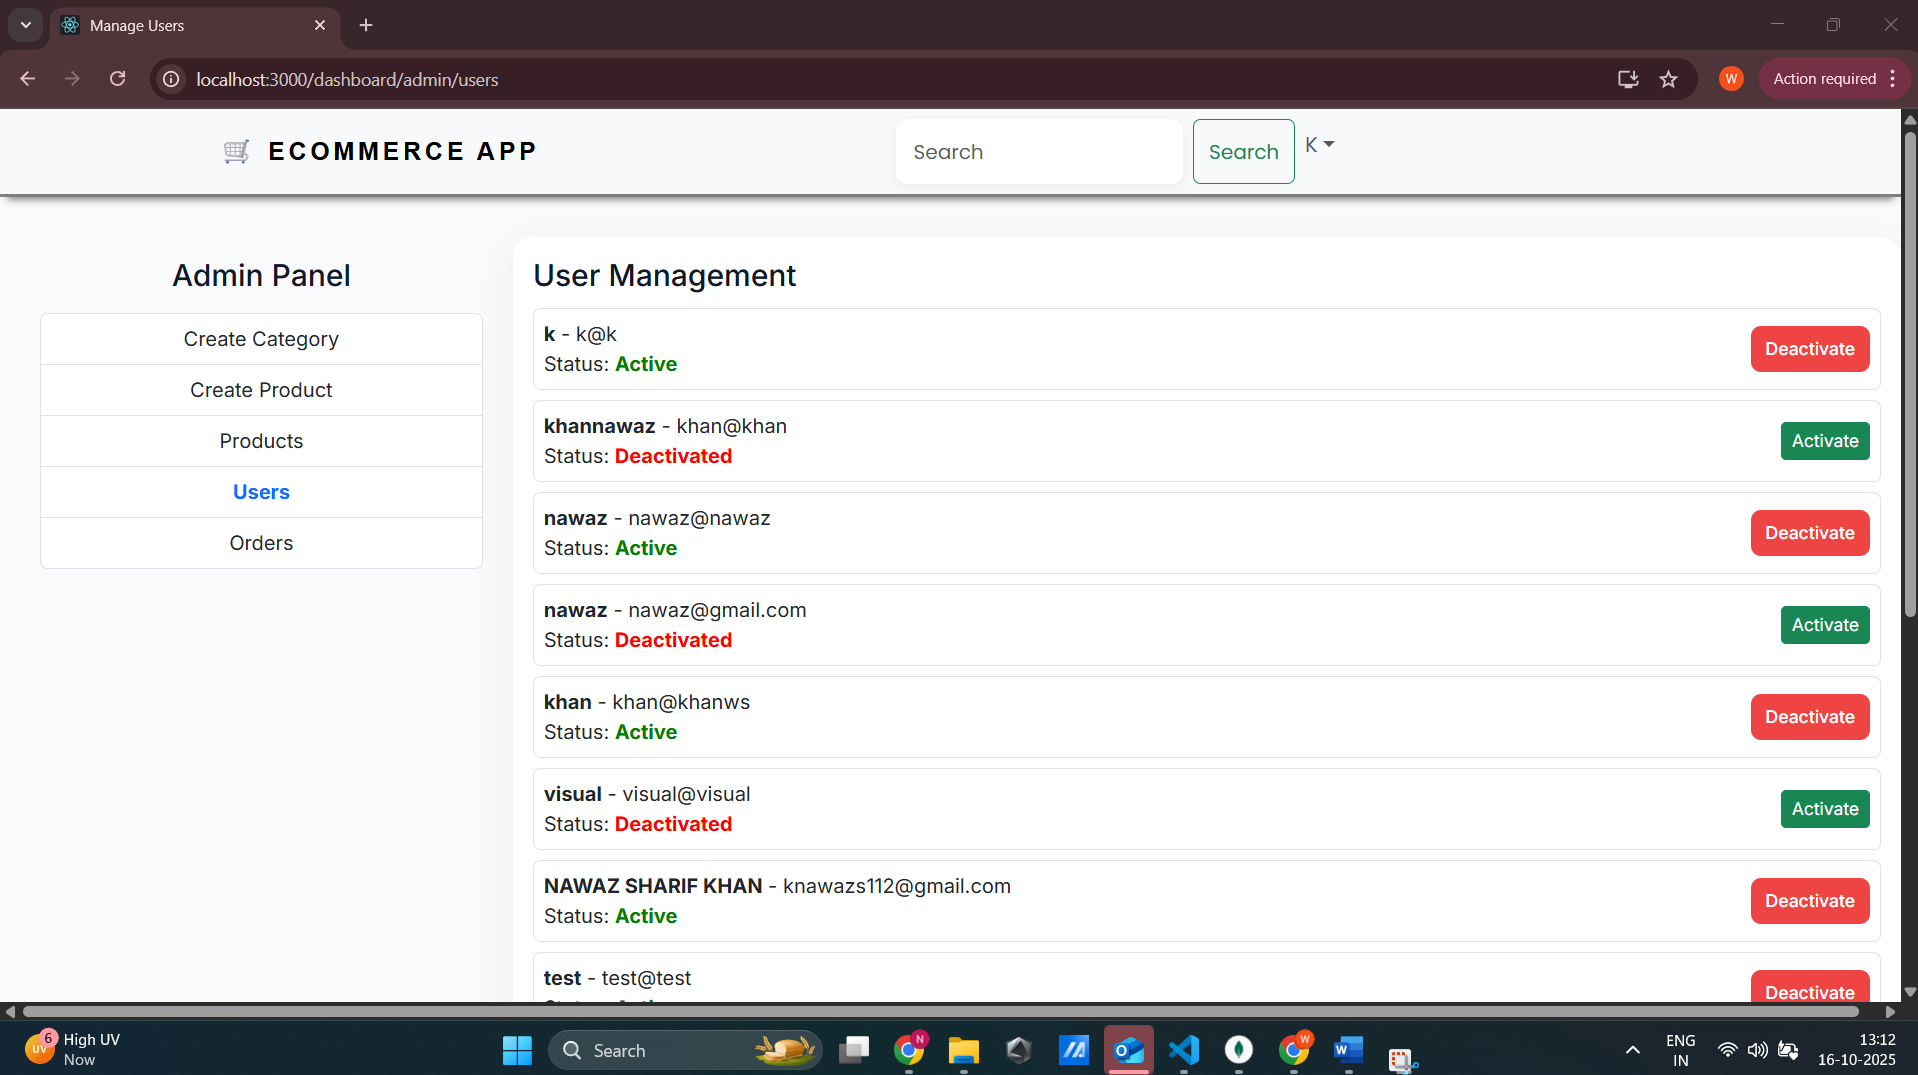 Manage Users
localhost:3000/dashboard/admin/users
W
Action required
ECOMMERCE APP
Search
Search
K
Admin Panel
Create Category
Create Product
Products
Users
Orders
User Management
k - k@k
Status: Active
Deactivate
khannawaz - khan@khan
Status: Deactivated
Activate
nawaz - nawaz@nawaz
Status: Active
Deactivate
nawaz - nawaz@gmail.com
Status: Deactivated
Activate
khan - khan@khanws
Status: Active
Deactivate
visual - visual@visual
Status: Deactivated
Activate
NAWAZ SHARIF KHAN - knawazs112@gmail.com
Status: Active
Deactivate
test - test@test
Deactivate
6
UV
High UV
Now
Search
N
O
W
W
ENG
IN
13:12
16-10-2025